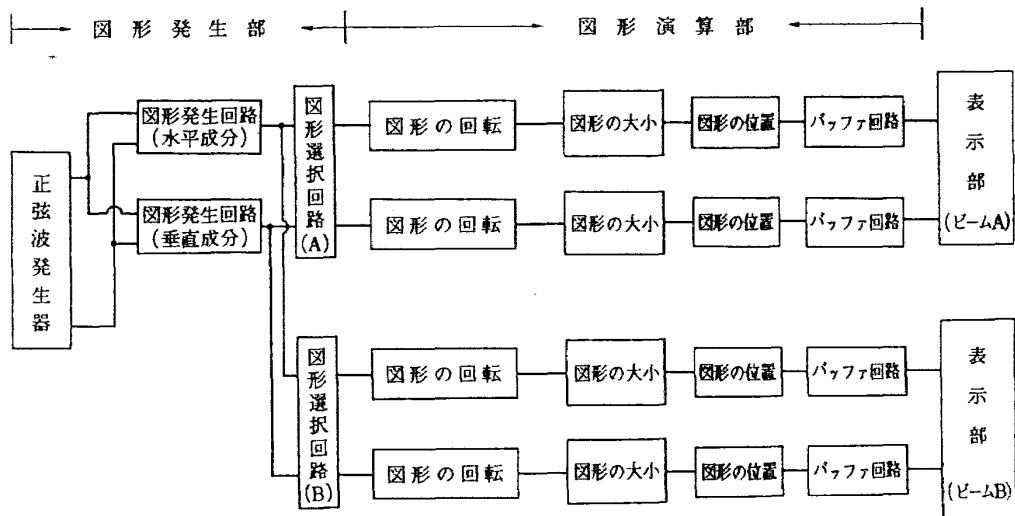 図形発生部
図形演算部
正弦波発生器
図形発生回路
(水平成分)
図形発生回路
(垂直成分)
図形選択回路(A)
図形の回転
図形の大小
図形の位置
バッファ回路
図形の回転
図形の大小
図形の位置
バッファ回路
表示部
(ビームA)
図形選択回路(B)
図形の回転
図形の大小
図形の位置
バッファ回路
図形の回転
図形の大小
図形の位置
バッファ回路
表示部
(ビームB)